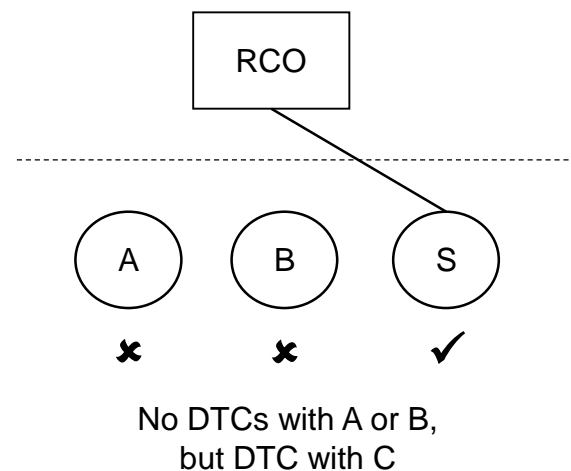 RCO
A B S
✘ ✘ ✓
No DTCs with A or B,
but DTC with C